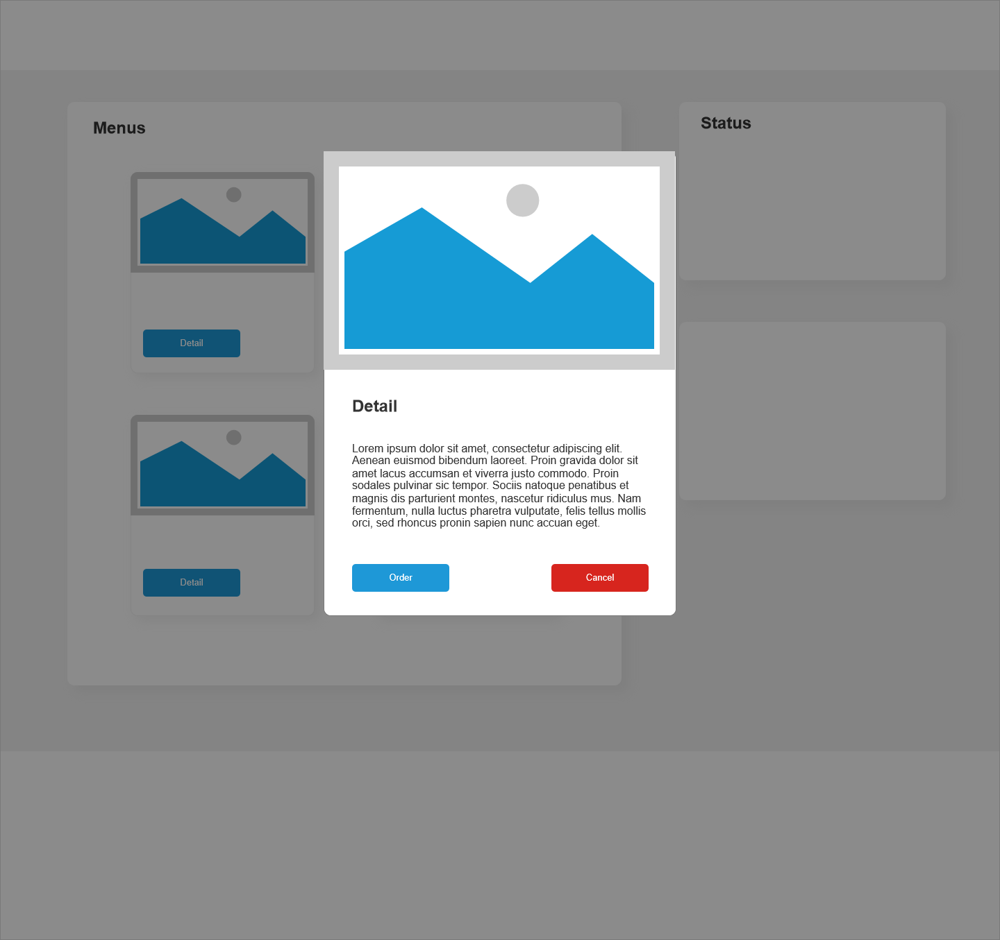 Menus
Status
Detail
Detail
Detail
Lorem ipsum dolor sit amet, consectetur adipiscing elit.
Aenean euismod bibendum laoreet. Proin gravida dolor sit
amet lacus accumsan et viverra justo commodo. Proin
sodales pulvinar sic tempor. Sociis natoque penatibus et
magnis dis parturient montes, nascetur ridiculus mus. Nam
fermentum, nulla luctus pharetra vulputate, felis tellus mollis
orci, sed rhoncus pronin sapien nunc accuan eget.
Order
Cancel